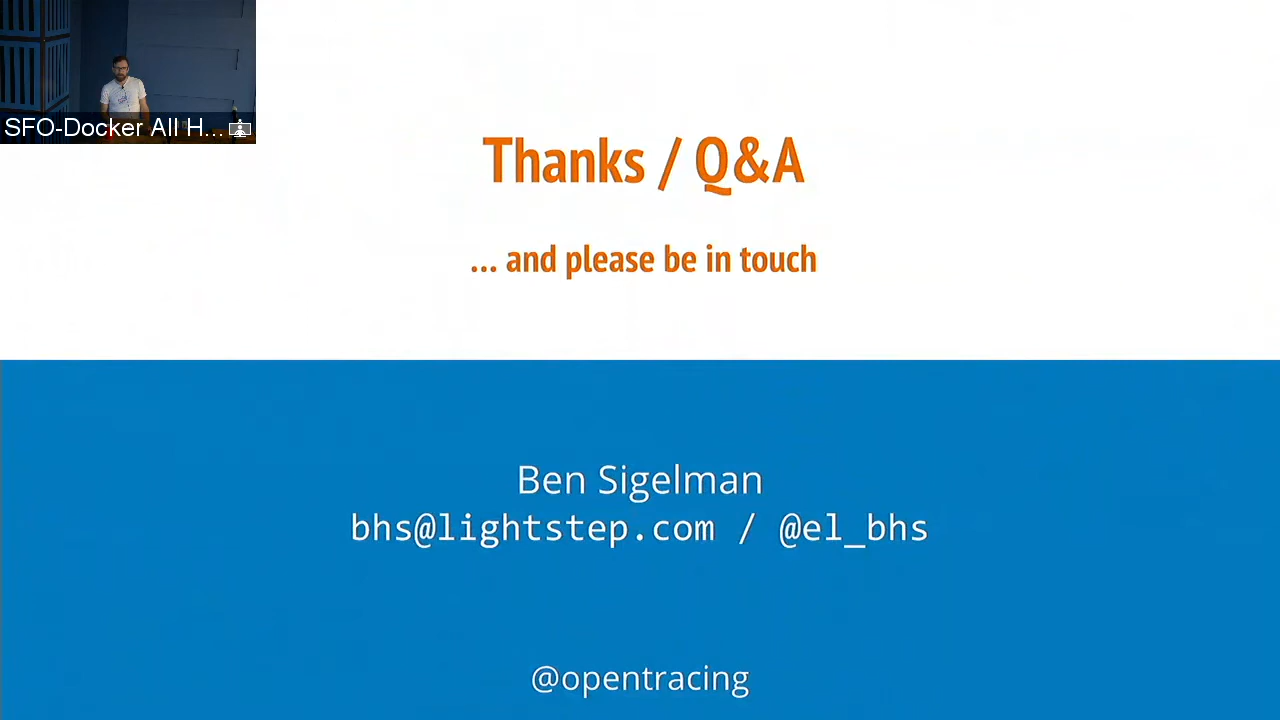 SFO-Docker All H...
Thanks / Q&A
... and please be in touch
Ben Sigelman
bhs@lightstep.com / @el_bhs
@opentracing